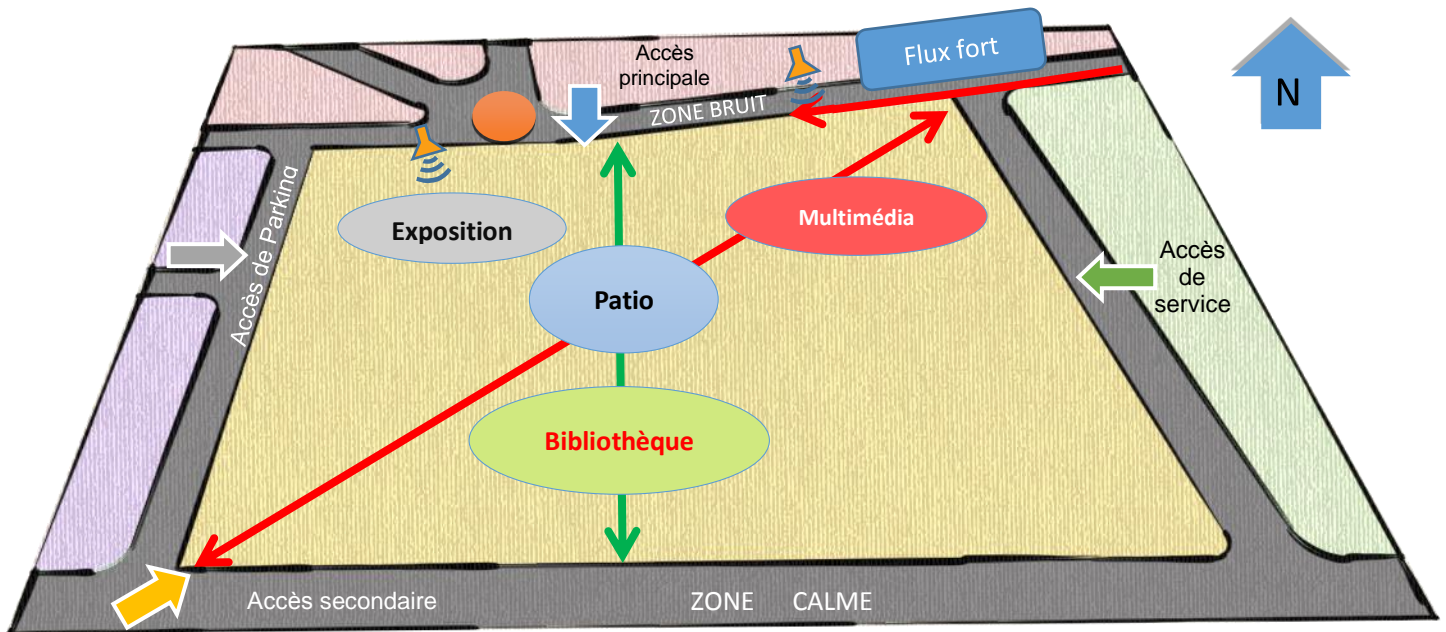 Accès
principale
Flux fort
N
ZONE BRUIT
Accès de Parking
Exposition
Multimédia
Patio
Accès
de
service
Bibliothèque
Accès secondaire
ZONE CALME